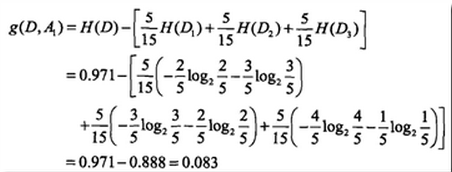 g(D,A₁) = H(D) − [5/15 H(D₁) + 5/15 H(D₂) + 5/15 H(D₃)]
= 0.971 − [5/15(−2/5 log₂ 2/5 − 3/5 log₂ 3/5)
+ 5/15(−3/5 log₂ 3/5 − 2/5 log₂ 2/5) + 5/15(−4/5 log₂ 4/5 − 1/5 log₂ 1/5)]
= 0.971 − 0.888 = 0.083